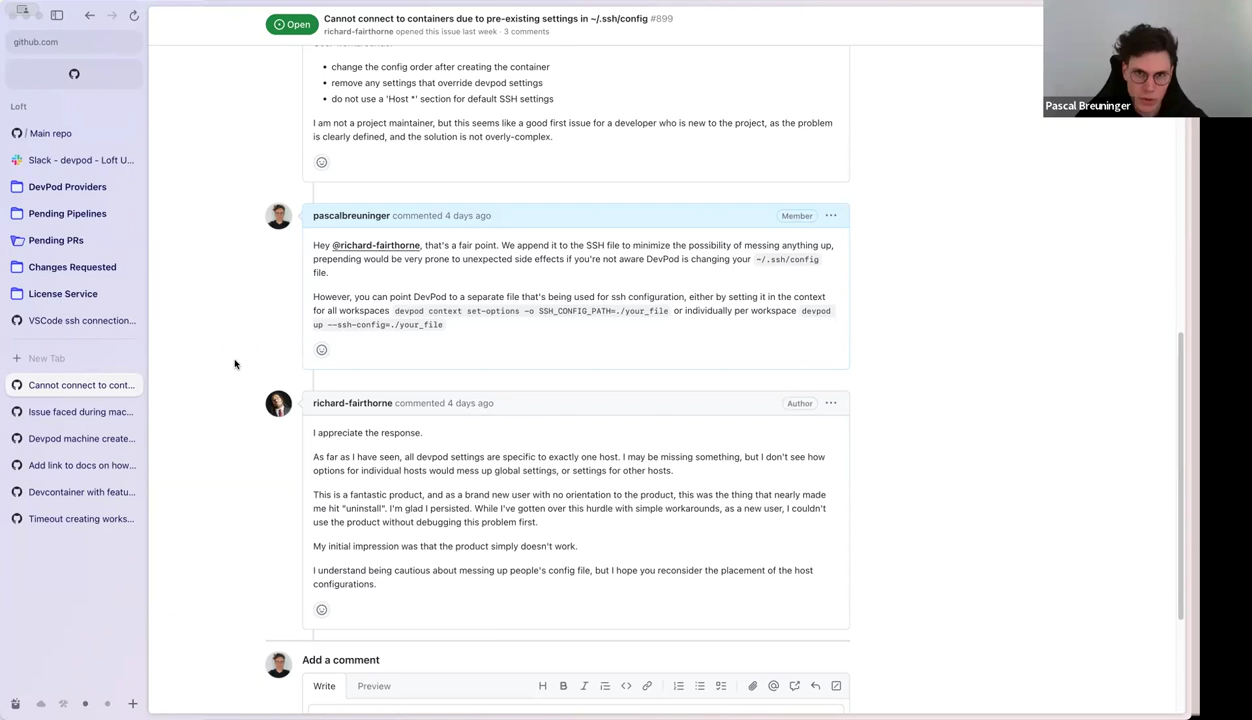 Open
Cannot connect to containers due to pre-existing settings in ~/.ssh/config #899
richard-fairthorne opened this issue last week · 3 comments
github.com
Loft
/ Main repo
Slack - devpod - Loft U...
DevPod Providers
Pending Pipelines
Pending PRs
Changes Requested
License Service
VSCode ssh connection...
New Tab
Cannot connect to cont...
Issue faced during mac...
Devpod machine create...
Add link to docs on how...
Devcontainer with featu...
Timeout creating works...
change the config order after creating the container
remove any settings that override devpod settings
do not use a 'Host *' section for default SSH settings
I am not a project maintainer, but this seems like a good first issue for a developer who is new to the project, as the problem
is clearly defined, and the solution is not overly-complex.
pascalbreuninger commented 4 days ago
Member
Hey @richard-fairthorne, that's a fair point. We append it to the SSH file to minimize the possibility of messing anything up,
prepending would be very prone to unexpected side effects if you're not aware DevPod is changing your ~/.ssh/config
file.
However, you can point DevPod to a separate file that's being used for ssh configuration, either by setting it in the context
for all workspaces devpod context set-options -o SSH_CONFIG_PATH=./your_file or individually per workspace devpod
up --ssh-config=./your_file
richard-fairthorne commented 4 days ago
Author
I appreciate the response.
As far as I have seen, all devpod settings are specific to exactly one host. I may be missing something, but I don't see how
options for individual hosts would mess up global settings, or settings for other hosts.
This is a fantastic product, and as a brand new user with no orientation to the product, this was the thing that nearly made
me hit "uninstall". I'm glad I persisted. While I've gotten over this hurdle with simple workarounds, as a new user, I couldn't
use the product without debugging this problem first.
My initial impression was that the product simply doesn't work.
I understand being cautious about messing up people's config file, but I hope you reconsider the placement of the host
configurations.
Add a comment
Write
Preview
Pascal Breuninger